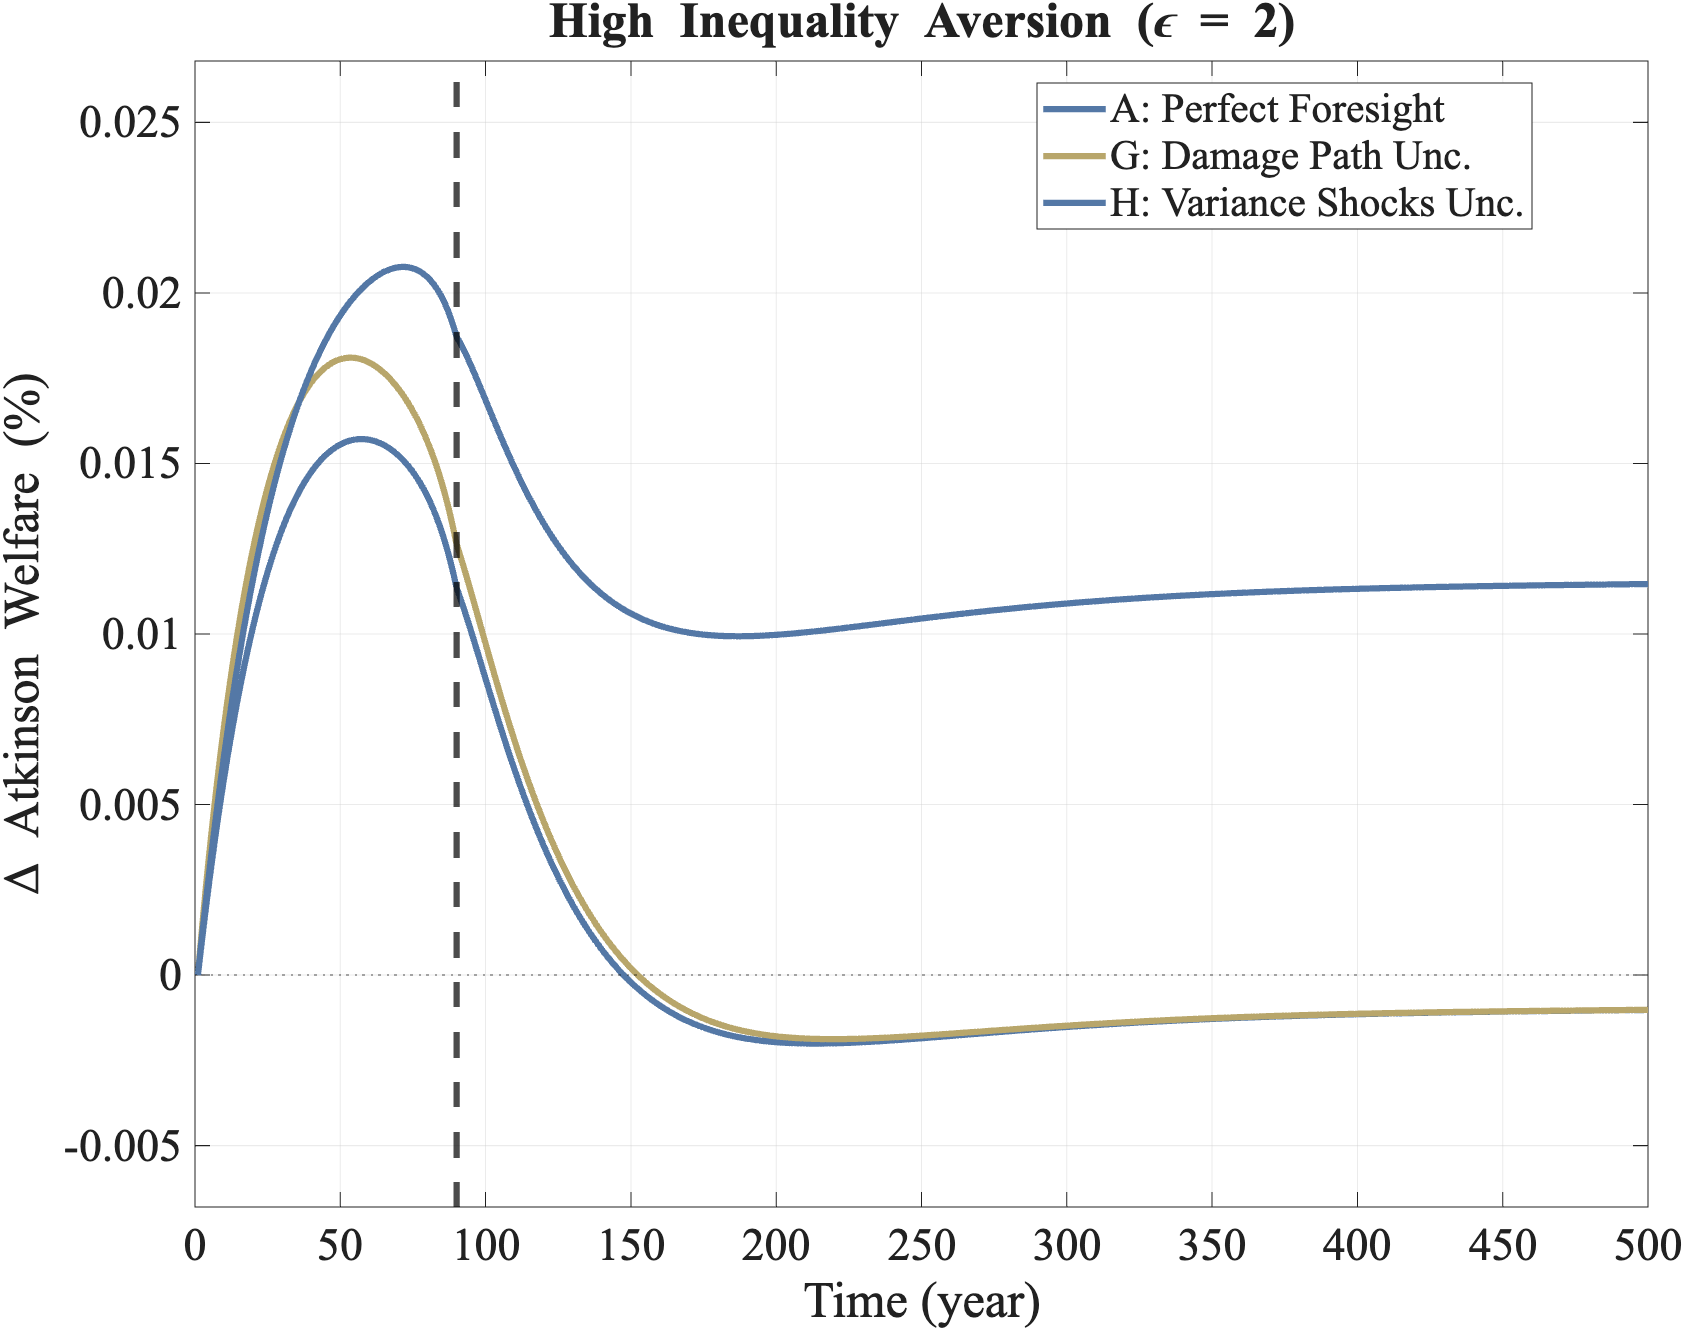 High Inequality Aversion (ϵ = 2)
A: Perfect Foresight
G: Damage Path Unc.
H: Variance Shocks Unc.
Δ Atkinson Welfare (%)
0.025
0.02
0.015
0.01
0.005
0
-0.005
0 50 100 150 200 250 300 350 400 450 500
Time (year)